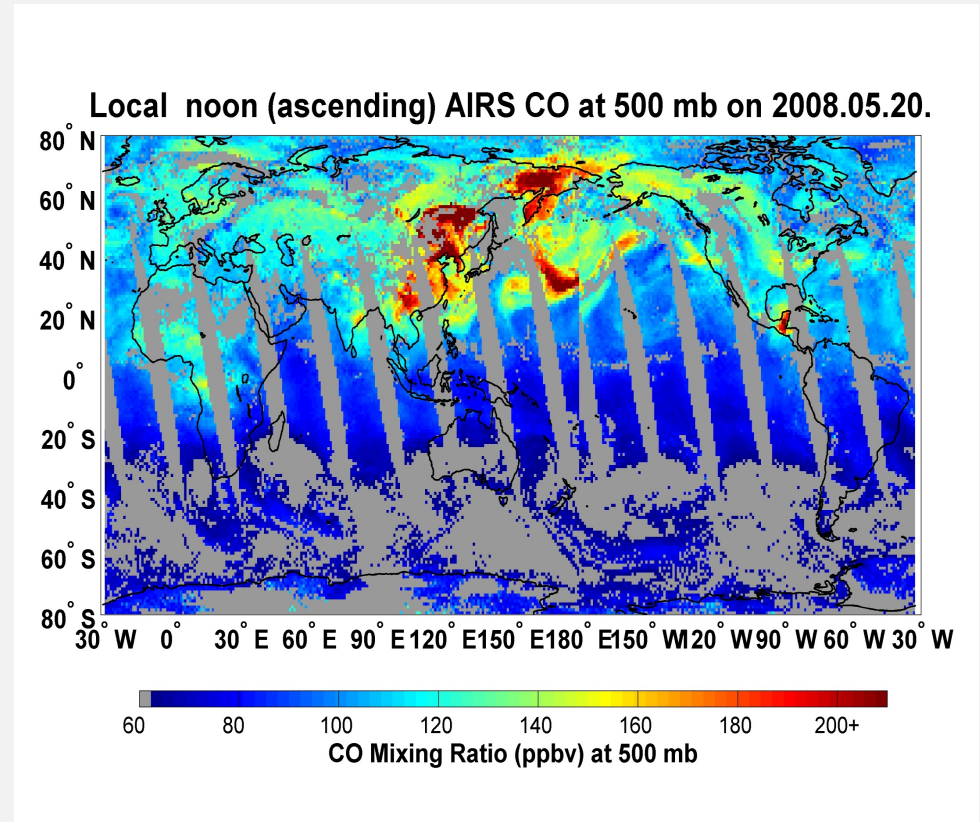 Local  noon (ascending) AIRS CO at 500 mb on 2008.05.20.
80° N
60° N
40° N
20° N
0°
20° S
40° S
60° S
80° S
30° W 0° 30° E 60° E 90° E 120° E 150° E 180° E 150° W 120° W 90° W 60° W 30° W
60 80 100 120 140 160 180 200+
CO Mixing Ratio (ppbv) at 500 mb